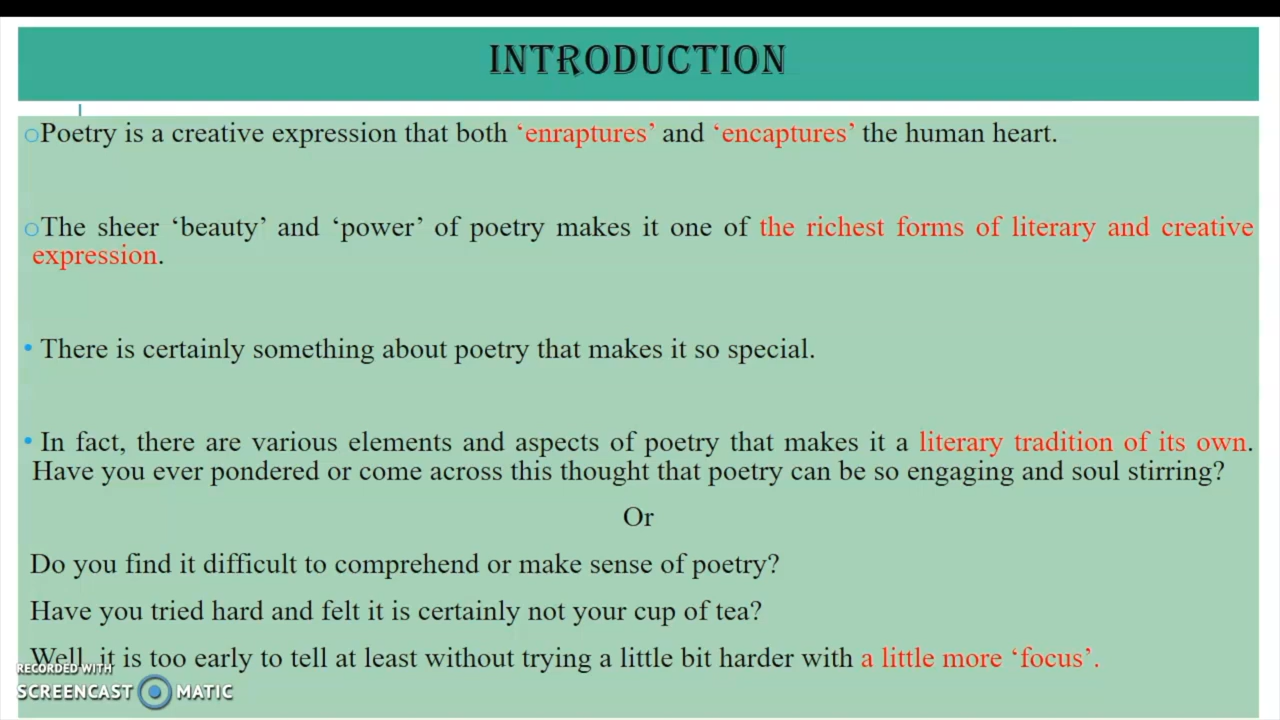 INTRODUCTION
Poetry is a creative expression that both ‘enraptures’ and ‘encaptures’ the human heart.
The sheer ‘beauty’ and ‘power’ of poetry makes it one of the richest forms of literary and creative
expression.
• There is certainly something about poetry that makes it so special.
• In fact, there are various elements and aspects of poetry that makes it a literary tradition of its own.
Have you ever pondered or come across this thought that poetry can be so engaging and soul stirring?
Or
Do you find it difficult to comprehend or make sense of poetry?
Have you tried hard and felt it is certainly not your cup of tea?
Well, it is too early to tell at least without trying a little bit harder with a little more ‘focus’.
RECORDED WITH
SCREENCAST MATIC